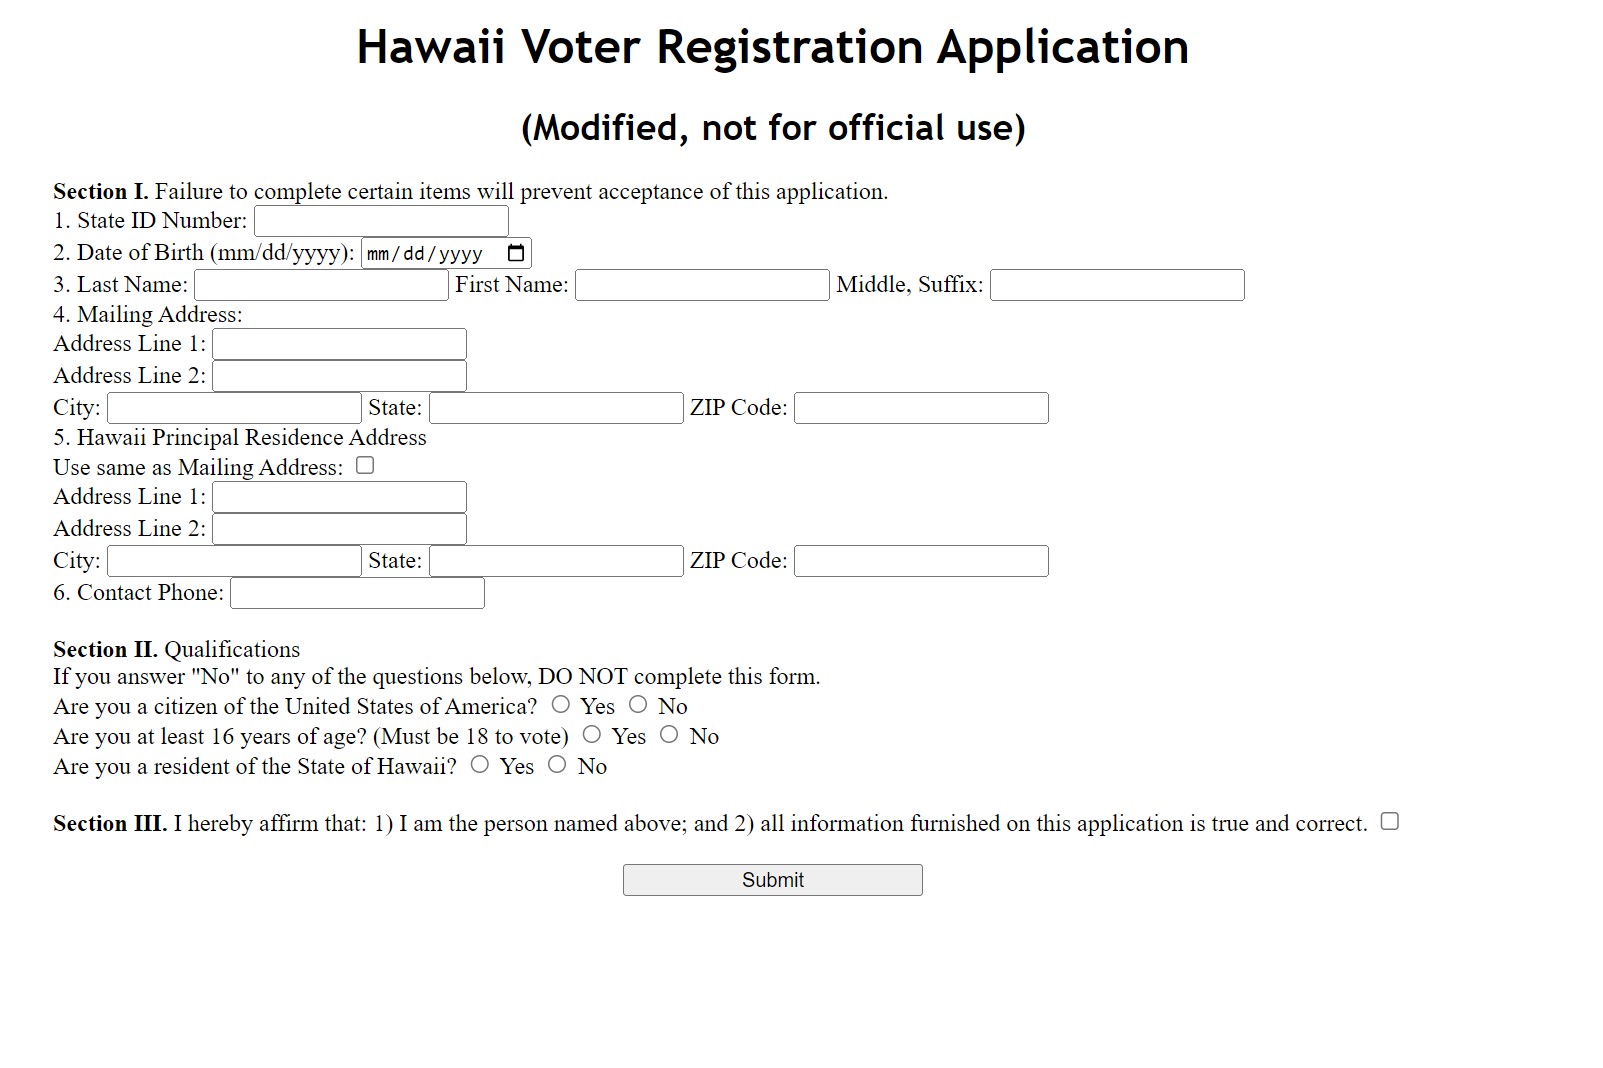 Hawaii Voter Registration Application
(Modified, not for official use)
Section I. Failure to complete certain items will prevent acceptance of this application.
1. State ID Number:
2. Date of Birth (mm/dd/yyyy): mm/dd/yyyy
3. Last Name: First Name: Middle, Suffix:
4. Mailing Address:
Address Line 1:
Address Line 2:
City: State: ZIP Code:
5. Hawaii Principal Residence Address
Use same as Mailing Address:
Address Line 1:
Address Line 2:
City: State: ZIP Code:
6. Contact Phone:
Section II. Qualifications
If you answer "No" to any of the questions below, DO NOT complete this form.
Are you a citizen of the United States of America? Yes No
Are you at least 16 years of age? (Must be 18 to vote) Yes No
Are you a resident of the State of Hawaii? Yes No
Section III. I hereby affirm that: 1) I am the person named above; and 2) all information furnished on this application is true and correct.
Submit